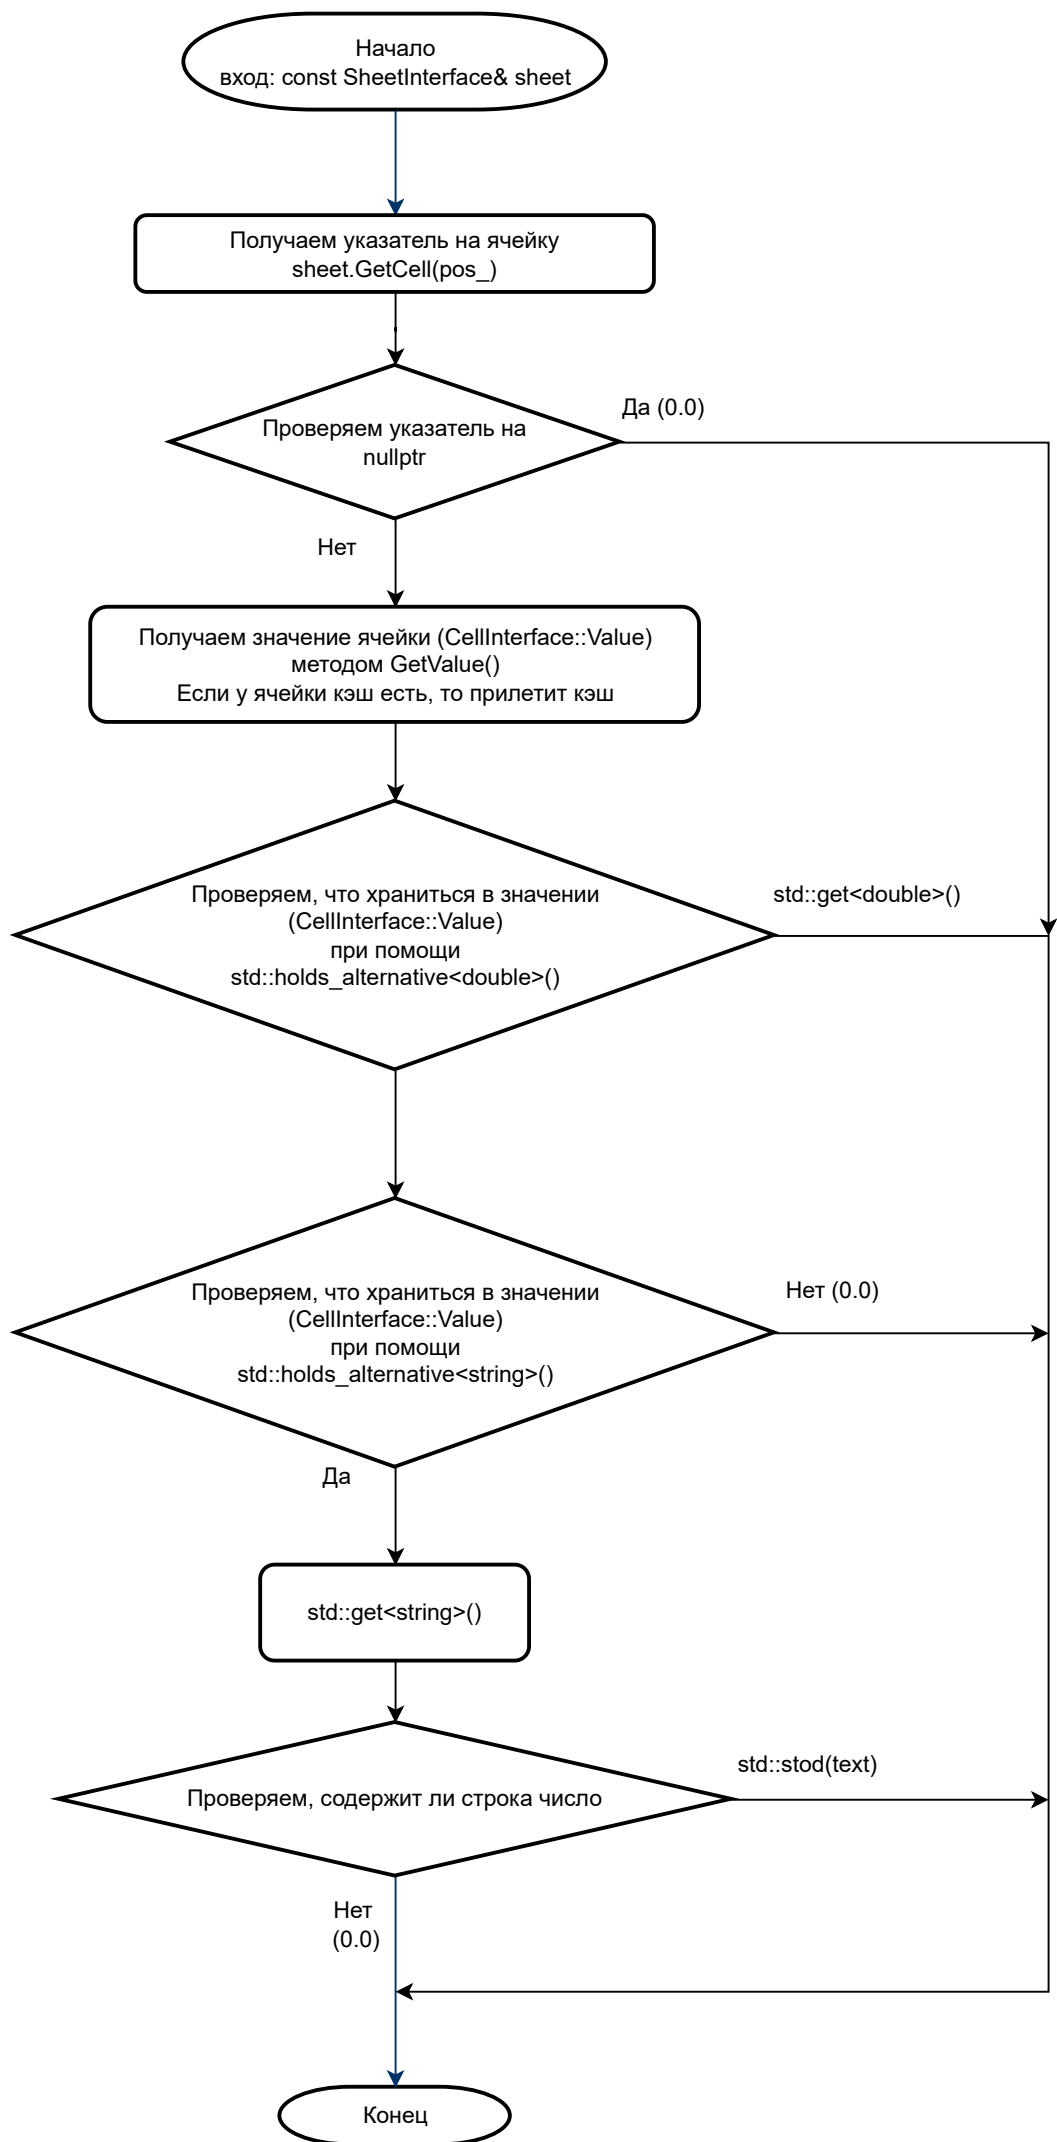 Начало
вход: const SheetInterface& sheet
Получаем указатель на ячейку
sheet.GetCell(pos_)
Да (0.0)
Проверяем указатель на
nullptr
Нет
Получаем значение ячейки (CellInterface::Value)
методом GetValue()
Если у ячейки кэш есть, то прилетит кэш
std::get<double>()
Проверяем, что храниться в значении
(CellInterface::Value)
при помощи
std::holds_alternative<double>()
Нет (0.0)
Проверяем, что храниться в значении
(CellInterface::Value)
при помощи
std::holds_alternative<string>()
Да
std::get<string>()
std::stod(text)
Проверяем, содержит ли строка число
Нет
(0.0)
Конец